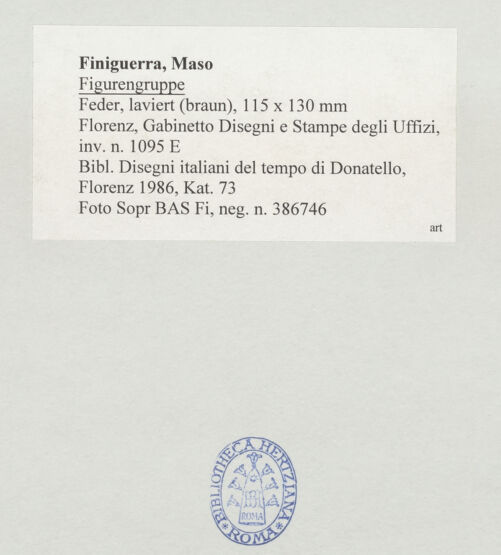 Finiguerra, Maso
Figurengruppe
Feder, laviert (braun), 115 x 130 mm
Florenz, Gabinetto Disegni e Stampe degli Uffizi,
inv. n. 1095 E
Bibl. Disegni italiani del tempo di Donatello,
Florenz 1986, Kat. 73
Foto Sopr BAS Fi, neg. n. 386746
art
BIBLIOTHECA HERTZIANA
ROMA
* ROMA *